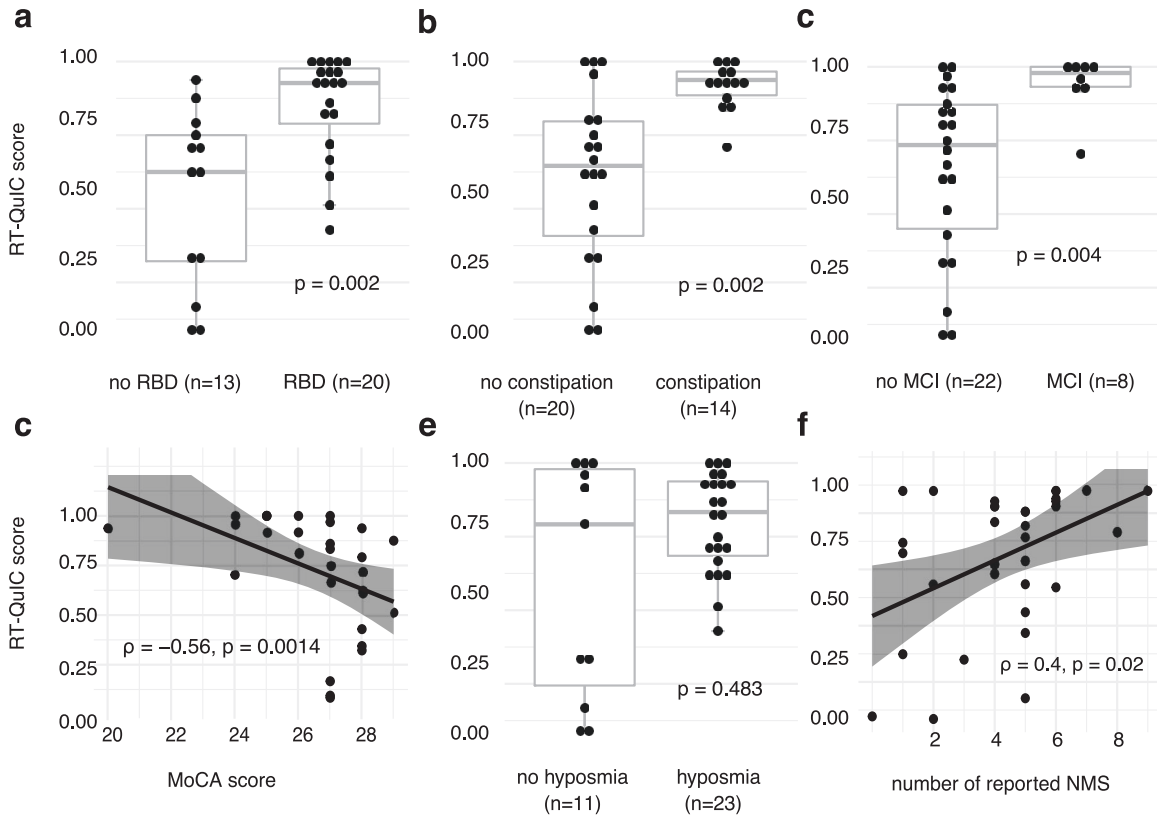 a
RT-QuIC score
1.00
0.75
0.50
0.25
0.00
p = 0.002
no RBD (n=13)
RBD (n=20)
b
1.00
0.75
0.50
0.25
0.00
p = 0.002
no constipation
(n=20)
constipation
(n=14)
c
1.00
0.75
0.50
0.25
0.00
p = 0.004
no MCI (n=22)
MCI (n=8)
c
RT-QuIC score
1.00
0.75
0.50
0.25
0.00
ρ = −0.56, p = 0.0014
20
22
24
26
28
MoCA score
e
1.00
0.75
0.50
0.25
0.00
p = 0.483
no hyposmia
(n=11)
hyposmia
(n=23)
f
1.00
0.75
0.50
0.25
0.00
ρ = 0.4, p = 0.02
2
4
6
8
number of reported NMS